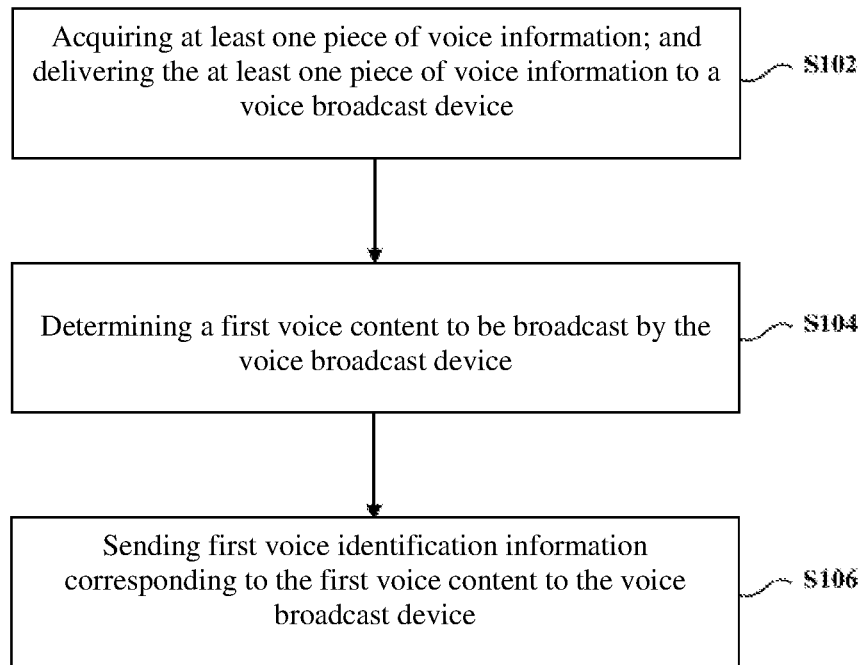 Acquiring at least one piece of voice information; and
delivering the at least one piece of voice information to a
voice broadcast device
S102
Determining a first voice content to be broadcast by the
voice broadcast device
S104
Sending first voice identification information
corresponding to the first voice content to the voice
broadcast device
S106